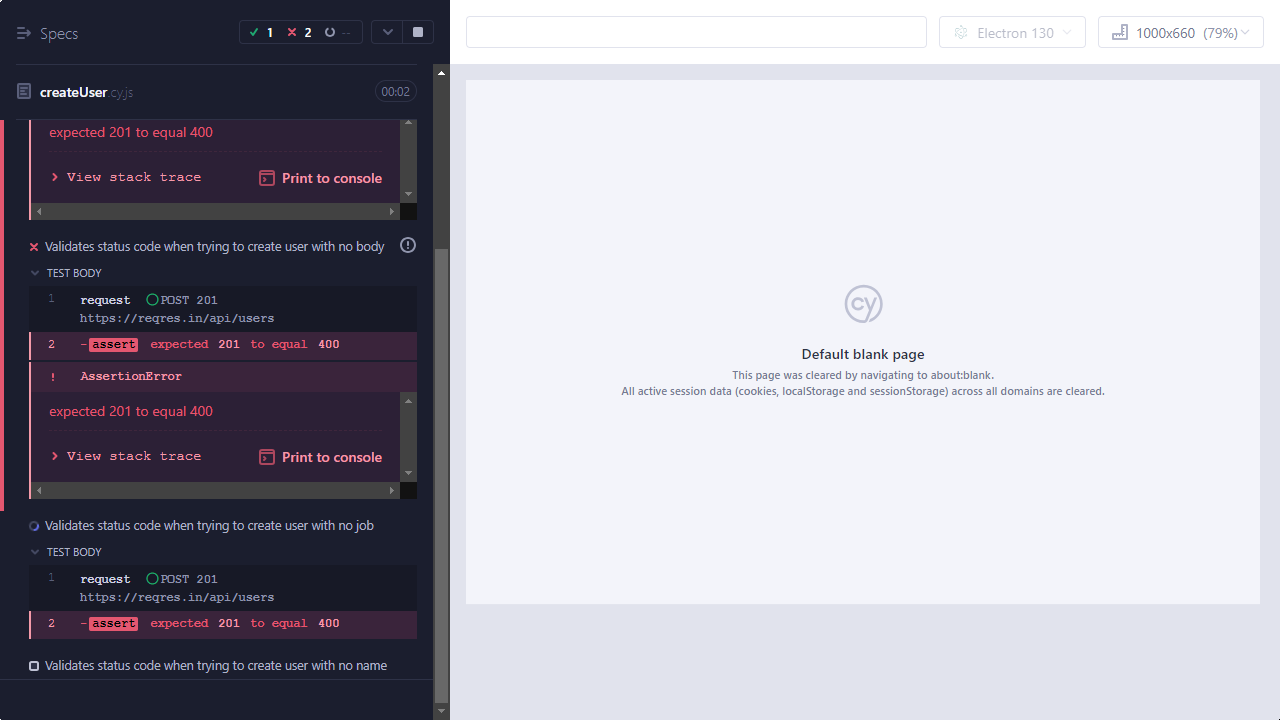 Specs
1 2 --
createUser.cy.js
00:02
expected 201 to equal 400
View stack trace
Print to console
Validates status code when trying to create user with no body
TEST BODY
1 request POST 201
https://reqres.in/api/users
2 -assert expected 201 to equal 400
! AssertionError
expected 201 to equal 400
View stack trace
Print to console
Validates status code when trying to create user with no job
TEST BODY
1 request POST 201
https://reqres.in/api/users
2 -assert expected 201 to equal 400
Validates status code when trying to create user with no name
Electron 130
1000x660 (79%)
cy
Default blank page
This page was cleared by navigating to about:blank.
All active session data (cookies, localStorage and sessionStorage) across all domains are cleared.